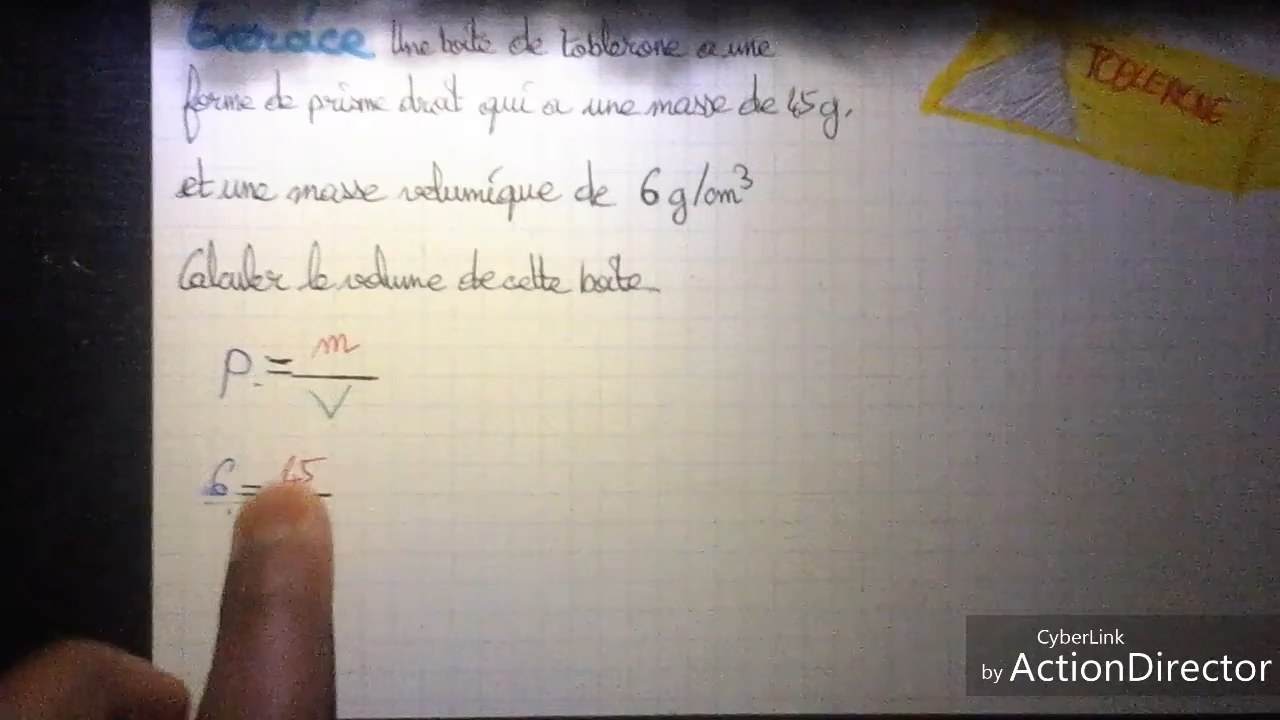 Exercice Une boîte de toblerone a une
forme de prisme droit qui a une masse de 45g.
et une masse volumique de 6g/cm³
Calculer le volume de cette boîte.
TOBLERONE
ρ = m
V
6 = 45
CyberLink
by ActionDirector